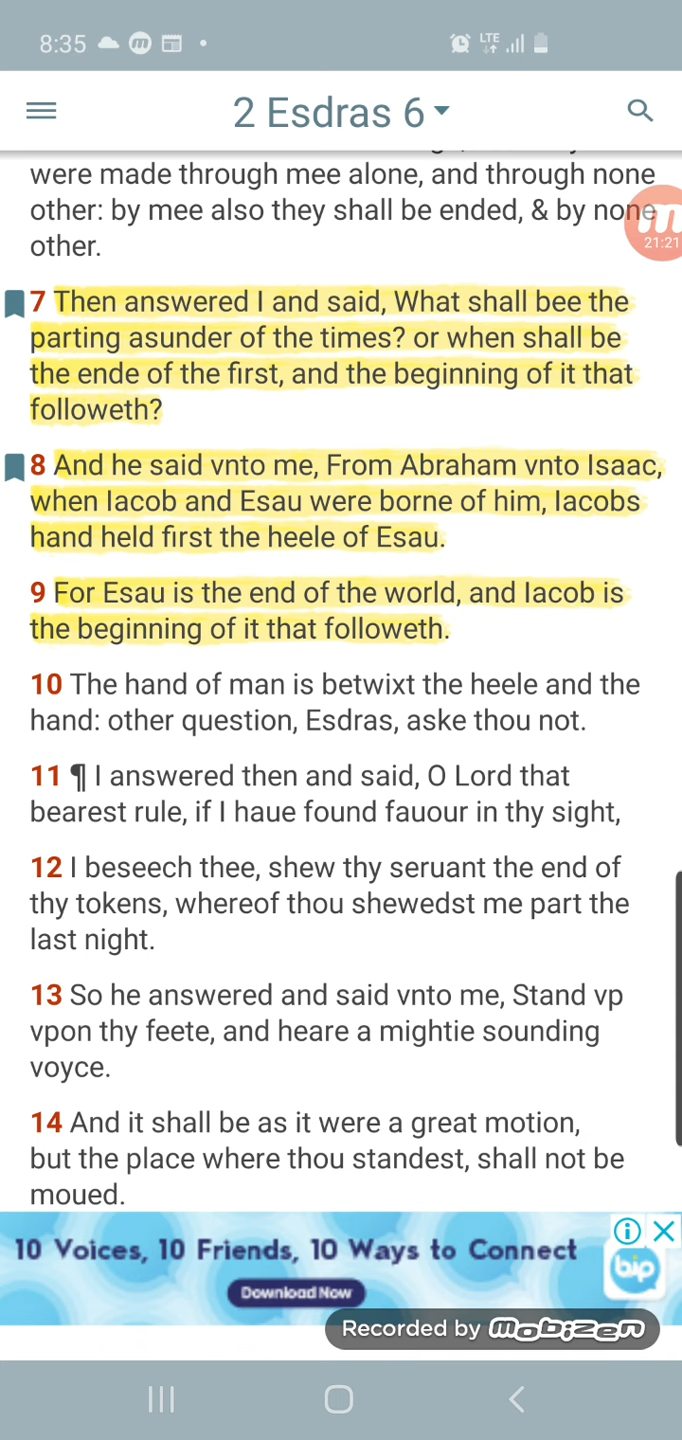 8:35
LTE
2 Esdras 6
were made through mee alone, and through none
other: by mee also they shall be ended, & by none
other.
21:21
7 Then answered I and said, What shall bee the
parting asunder of the times? or when shall be
the ende of the first, and the beginning of it that
followeth?
8 And he said vnto me, From Abraham vnto Isaac,
when Iacob and Esau were borne of him, Iacobs
hand held first the heele of Esau.
9 For Esau is the end of the world, and Iacob is
the beginning of it that followeth.
10 The hand of man is betwixt the heele and the
hand: other question, Esdras, aske thou not.
11 ¶ I answered then and said, O Lord that
bearest rule, if I haue found fauour in thy sight,
12 I beseech thee, shew thy seruant the end of
thy tokens, whereof thou shewedst me part the
last night.
13 So he answered and said vnto me, Stand vp
vpon thy feete, and heare a mightie sounding
voyce.
14 And it shall be as it were a great motion,
but the place where thou standest, shall not be
moued.
10 Voices, 10 Friends, 10 Ways to Connect
bip
Download Now
Recorded by Mobizen